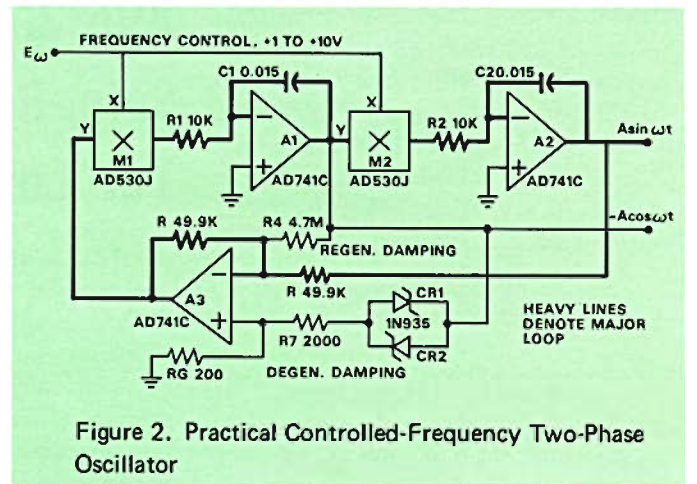 FREQUENCY CONTROL, +1 TO +10V
Eω
C1 0.015
C2 0.015
X
X
Y
R1 10K
A1
Y
R2 10K
A2
Asin ωt
M1
M2
AD530J
AD741C
AD530J
AD741C
-Acosωt
R 49.9K
R4 4.7M
REGEN. DAMPING
A3
R 49.9K
AD741C
CR1
1N935
CR2
HEAVY LINES
DENOTE MAJOR
LOOP
R7 2000
RG 200
DEGEN. DAMPING
Figure 2. Practical Controlled-Frequency Two-Phase
Oscillator